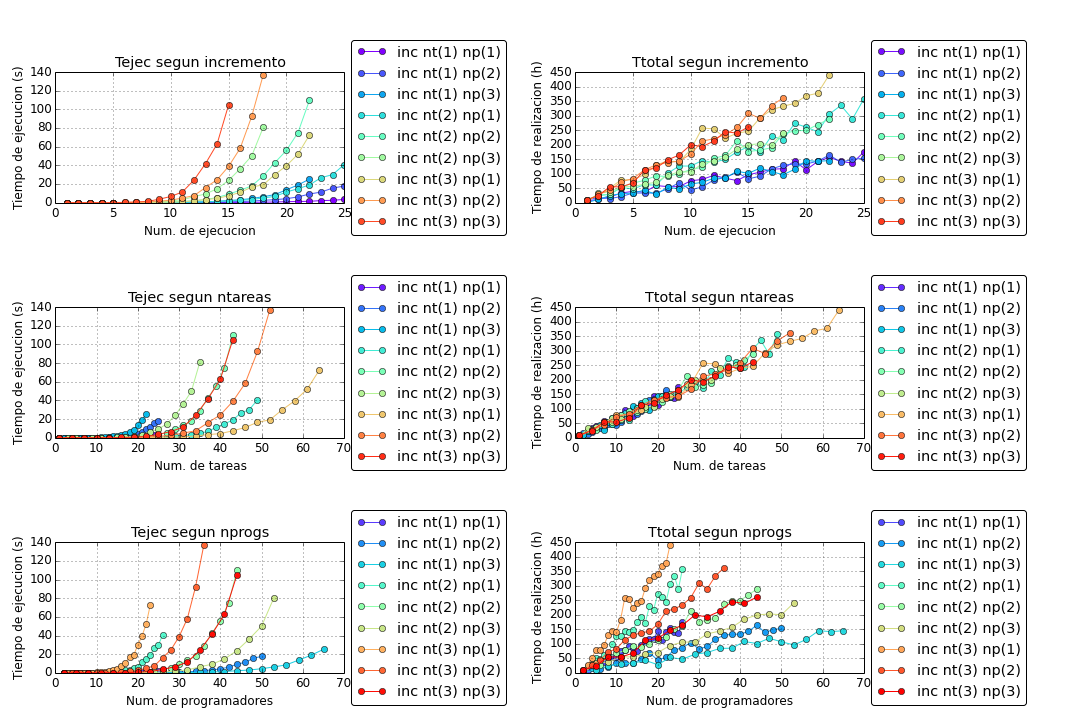 Tejec segun incremento
Tiempo de ejecucion (s)
140
120
100
80
60
40
20
0
0 5 10 15 20 25
Num. de ejecucion
inc nt(1) np(1)
inc nt(1) np(2)
inc nt(1) np(3)
inc nt(2) np(1)
inc nt(2) np(2)
inc nt(2) np(3)
inc nt(3) np(1)
inc nt(3) np(2)
inc nt(3) np(3)
Ttotal segun incremento
Tiempo de realizacion (h)
450
400
350
300
250
200
150
100
50
0
0 5 10 15 20 25
Num. de ejecucion
inc nt(1) np(1)
inc nt(1) np(2)
inc nt(1) np(3)
inc nt(2) np(1)
inc nt(2) np(2)
inc nt(2) np(3)
inc nt(3) np(1)
inc nt(3) np(2)
inc nt(3) np(3)
Tejec segun ntareas
Tiempo de ejecucion (s)
140
120
100
80
60
40
20
0
0 10 20 30 40 50 60 70
Num. de tareas
inc nt(1) np(1)
inc nt(1) np(2)
inc nt(1) np(3)
inc nt(2) np(1)
inc nt(2) np(2)
inc nt(2) np(3)
inc nt(3) np(1)
inc nt(3) np(2)
inc nt(3) np(3)
Ttotal segun ntareas
Tiempo de realizacion (h)
450
400
350
300
250
200
150
100
50
0
0 10 20 30 40 50 60 70
Num. de tareas
inc nt(1) np(1)
inc nt(1) np(2)
inc nt(1) np(3)
inc nt(2) np(1)
inc nt(2) np(2)
inc nt(2) np(3)
inc nt(3) np(1)
inc nt(3) np(2)
inc nt(3) np(3)
Tejec segun nprogs
Tiempo de ejecucion (s)
140
120
100
80
60
40
20
0
0 10 20 30 40 50 60 70
Num. de programadores
inc nt(1) np(1)
inc nt(1) np(2)
inc nt(1) np(3)
inc nt(2) np(1)
inc nt(2) np(2)
inc nt(2) np(3)
inc nt(3) np(1)
inc nt(3) np(2)
inc nt(3) np(3)
Ttotal segun nprogs
Tiempo de realizacion (h)
450
400
350
300
250
200
150
100
50
0
0 10 20 30 40 50 60 70
Num. de programadores
inc nt(1) np(1)
inc nt(1) np(2)
inc nt(1) np(3)
inc nt(2) np(1)
inc nt(2) np(2)
inc nt(2) np(3)
inc nt(3) np(1)
inc nt(3) np(2)
inc nt(3) np(3)